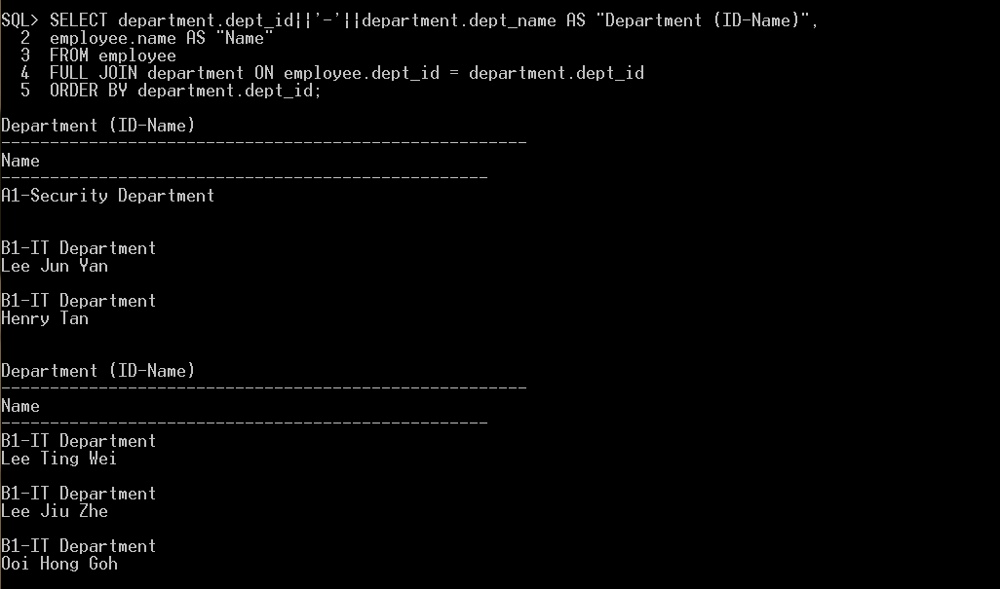 SQL> SELECT department.dept_id||'-'||department.dept_name AS "Department (ID-Name)",
  2  employee.name AS "Name"
  3  FROM employee
  4  FULL JOIN department ON employee.dept_id = department.dept_id
  5  ORDER BY department.dept_id;
Department (ID-Name)
------------------------------------------------------
Name
--------------------------------------------------
A1-Security Department
B1-IT Department
Lee Jun Yan
B1-IT Department
Henry Tan
Department (ID-Name)
------------------------------------------------------
Name
--------------------------------------------------
B1-IT Department
Lee Ting Wei
B1-IT Department
Lee Jiu Zhe
B1-IT Department
Ooi Hong Goh